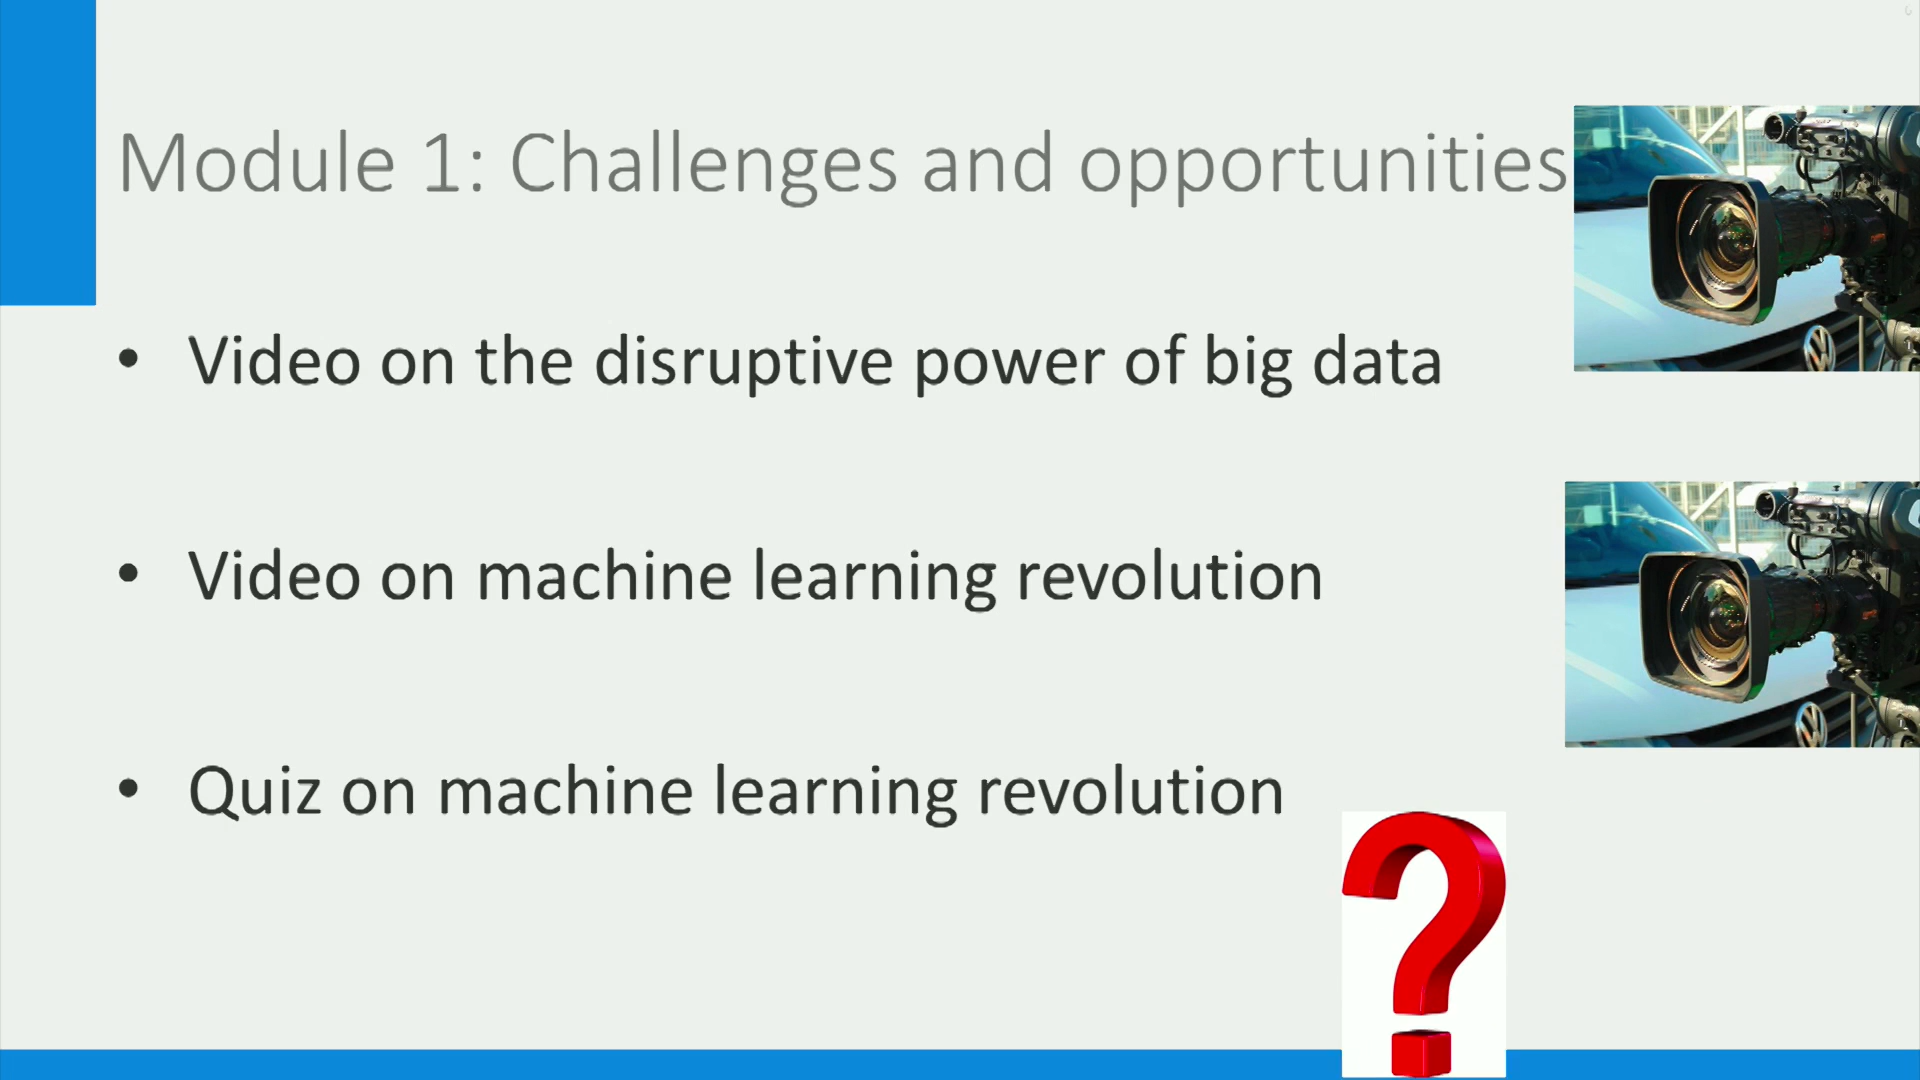 Module 1: Challenges and opportunities
• Video on the disruptive power of big data
• Video on machine learning revolution
• Quiz on machine learning revolution
?